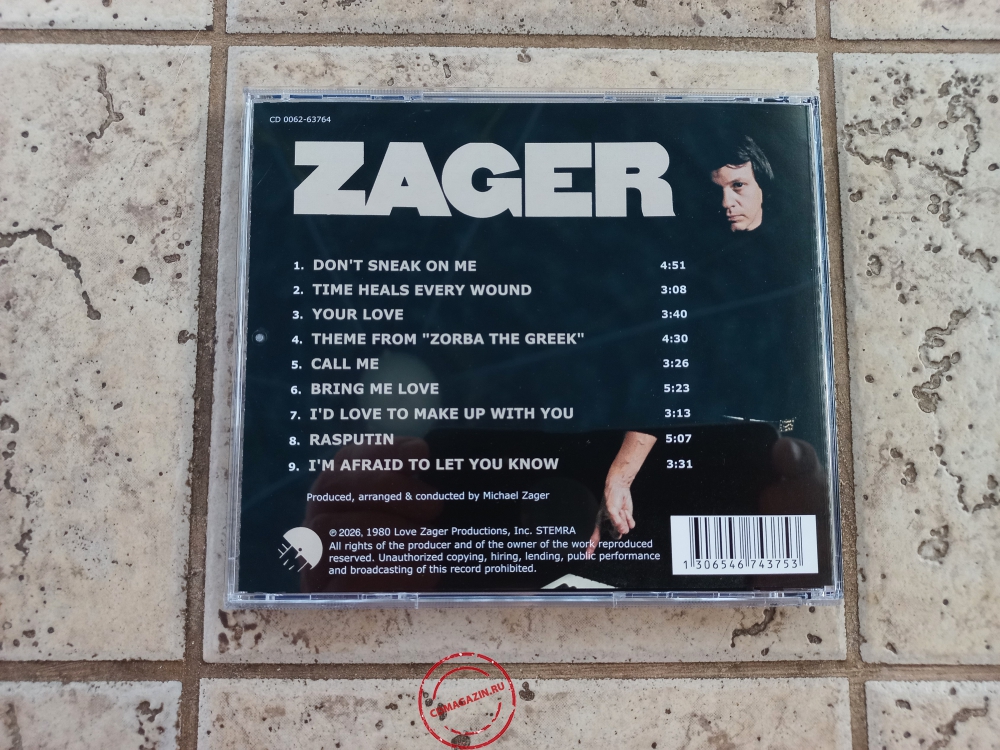 CD 0062-63764
ZAGER
1. DON'T SNEAK ON ME 4:51
2. TIME HEALS EVERY WOUND 3:08
3. YOUR LOVE 3:40
4. THEME FROM "ZORBA THE GREEK" 4:30
5. CALL ME 3:26
6. BRING ME LOVE 5:23
7. I'D LOVE TO MAKE UP WITH YOU 3:13
8. RASPUTIN 5:07
9. I'M AFRAID TO LET YOU KNOW 3:31
Produced, arranged & conducted by Michael Zager
℗ 2026, 1980 Love Zager Productions, Inc. STEMRA
All rights of the producer and of the owner of the work reproduced
reserved. Unauthorized copying, hiring, lending, public performance
and broadcasting of this record prohibited.
EMI
1 306546 743753
CDMAGAZIN.RU